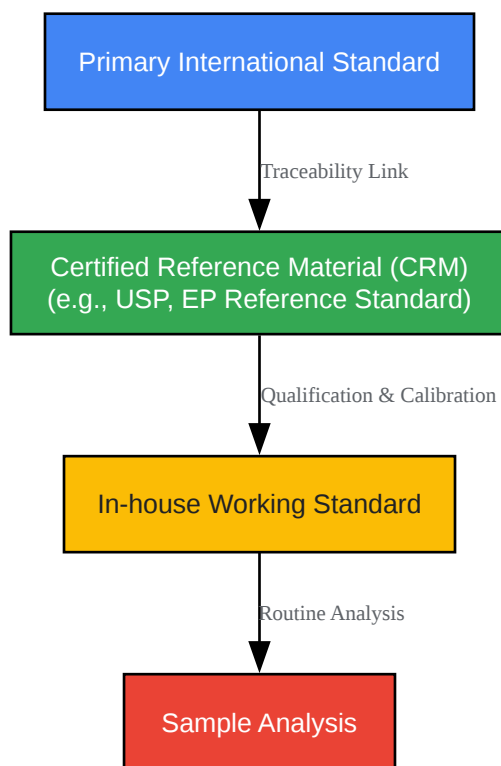 Primary International Standard
Traceability Link
Certified Reference Material (CRM)
(e.g., USP, EP Reference Standard)
Qualification & Calibration
In-house Working Standard
Routine Analysis
Sample Analysis